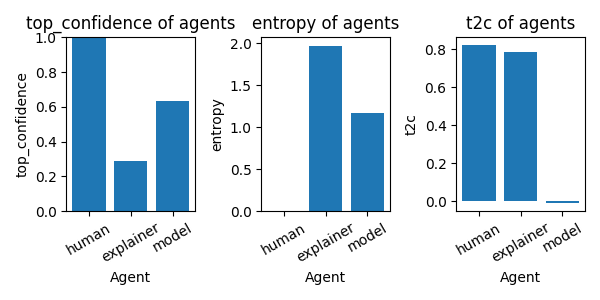 top_confidence of agents
top_confidence
1.0
0.8
0.6
0.4
0.2
0.0
human
explainer
model
Agent
entropy of agents
entropy
2.0
1.5
1.0
0.5
0.0
human
explainer
model
Agent
t2c of agents
t2c
0.8
0.6
0.4
0.2
0.0
human
explainer
model
Agent